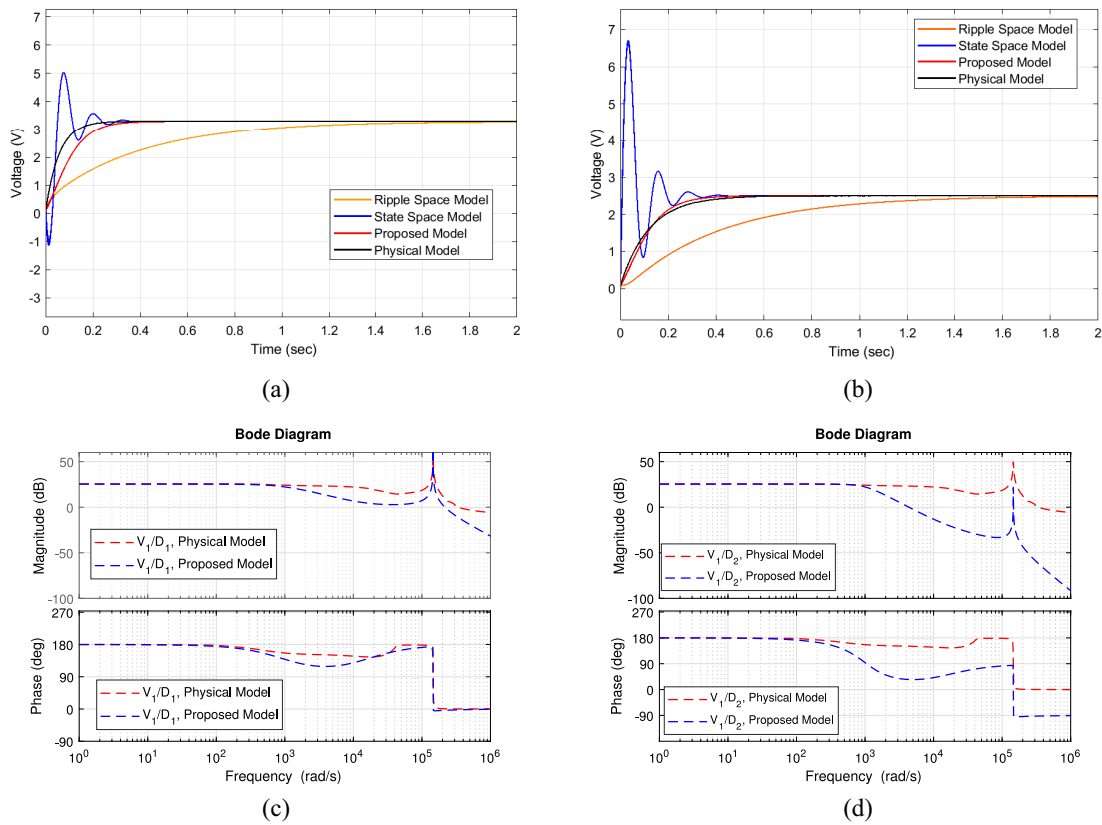 7
6
5
4
3
2
1
0
-1
-2
-3
Voltage (V)
Ripple Space Model
State Space Model
Proposed Model
Physical Model
0 0.2 0.4 0.6 0.8 1 1.2 1.4 1.6 1.8 2
Time (sec)
(a)
7
6
5
4
3
2
1
0
Voltage (V)
Ripple Space Model
State Space Model
Proposed Model
Physical Model
0 0.2 0.4 0.6 0.8 1 1.2 1.4 1.6 1.8 2
Time (sec)
(b)
Bode Diagram
50
0
-50
-100
Magnitude (dB)
V1/D1, Physical Model
V1/D1, Proposed Model
270
180
90
0
-90
Phase (deg)
V1/D1, Physical Model
V1/D1, Proposed Model
10^0 10^1 10^2 10^3 10^4 10^5 10^6
Frequency (rad/s)
(c)
Bode Diagram
50
0
-50
-100
Magnitude (dB)
V1/D2, Physical Model
V1/D2, Proposed Model
270
180
90
0
-90
Phase (deg)
V1/D2, Physical Model
V1/D2, Proposed Model
10^0 10^1 10^2 10^3 10^4 10^5 10^6
Frequency (rad/s)
(d)